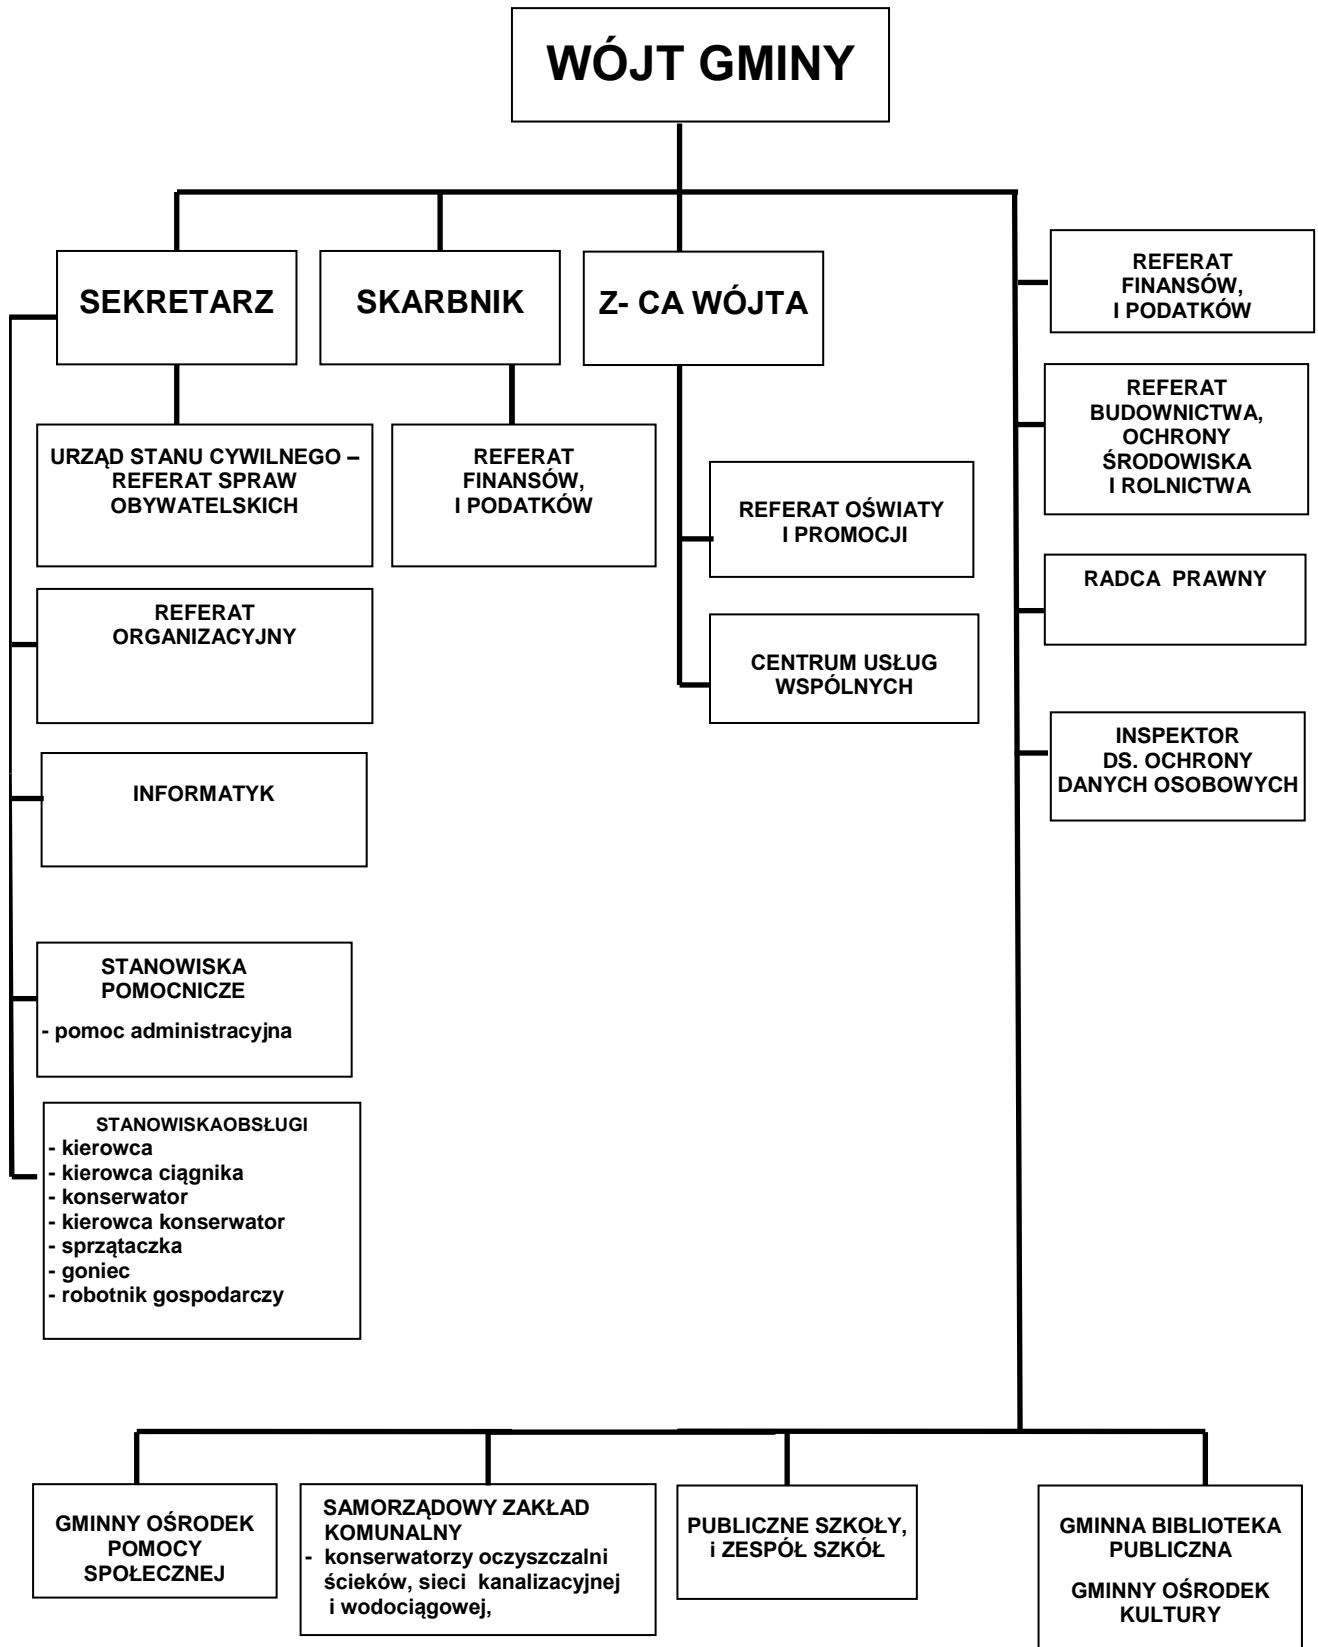 WÓJT GMINY
SEKRETARZ
SKARBNIK
Z- CA WÓJTA
REFERAT
FINANSÓW,
I PODATKÓW
REFERAT
BUDOWNICTWA,
OCHRONY
ŚRODOWISKA
I ROLNICTWA
URZĄD STANU CYWILNEGO –
REFERAT SPRAW
OBYWATELSKICH
REFERAT
FINANSÓW,
I PODATKÓW
REFERAT OŚWIATY
I PROMOCJI
RADCA PRAWNY
REFERAT
ORGANIZACYJNY
CENTRUM USŁUG
WSPÓLNYCH
INSPEKTOR
DS. OCHRONY
DANYCH OSOBOWYCH
INFORMATYK
STANOWISKA
POMOCNICZE
- pomoc administracyjna
STANOWISKAOBSŁUGI
- kierowca
- kierowca ciągnika
- konserwator
- kierowca konserwator
- sprzątaczka
- goniec
- robotnik gospodarczy
GMINNY OŚRODEK
POMOCY
SPOŁECZNEJ
SAMORZĄDOWY ZAKŁAD
KOMUNALNY
- konserwatorzy oczyszczalni
ścieków, sieci kanalizacyjnej
i wodociągowej,
PUBLICZNE SZKOŁY,
i ZESPÓŁ SZKÓŁ
GMINNA BIBLIOTEKA
PUBLICZNA
GMINNY OŚRODEK
KULTURY